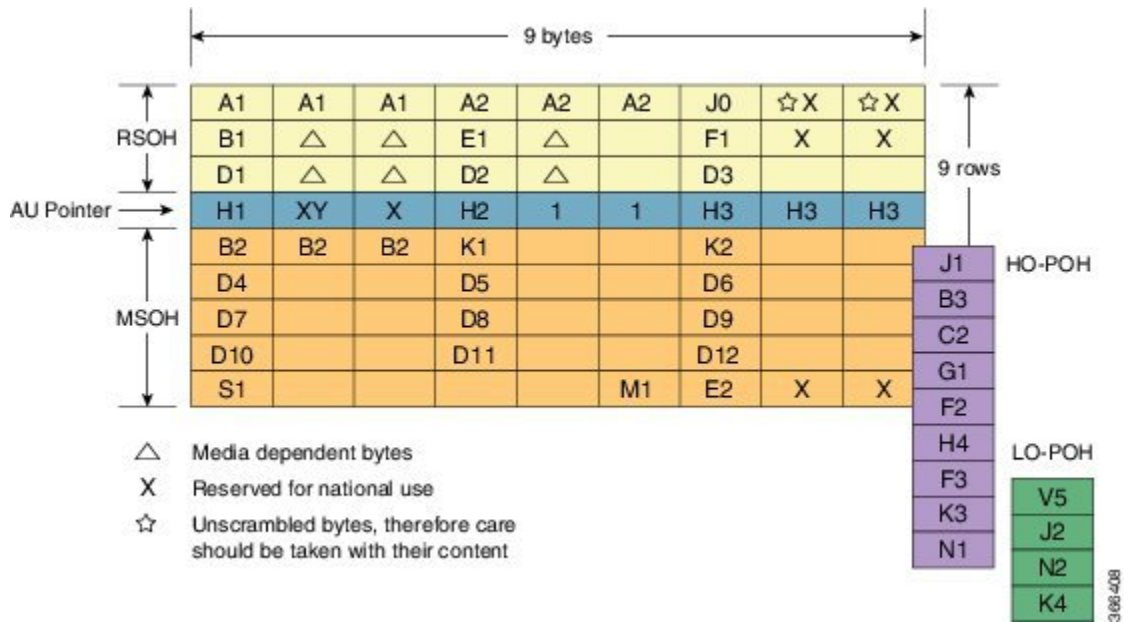 9 bytes
A1 A1 A1 A2 A2 A2 J0 ☆X ☆X
RSOH B1 △ △ E1 △ F1 X X
D1 △ △ D2 △ D3 9 rows
AU Pointer H1 XY X H2 1 1 H3 H3 H3
B2 B2 B2 K1 K2
J1 HO-POH
D4 D5 D6
B3
MSOH D7 D8 D9
C2
D10 D11 D12
G1
S1 M1 E2 X X
F2
△ Media dependent bytes
H4
LO-POH
X Reserved for national use
F3
V5
☆ Unscrambled bytes, therefore care
K3
J2
should be taken with their content
N1
N2
K4
366408